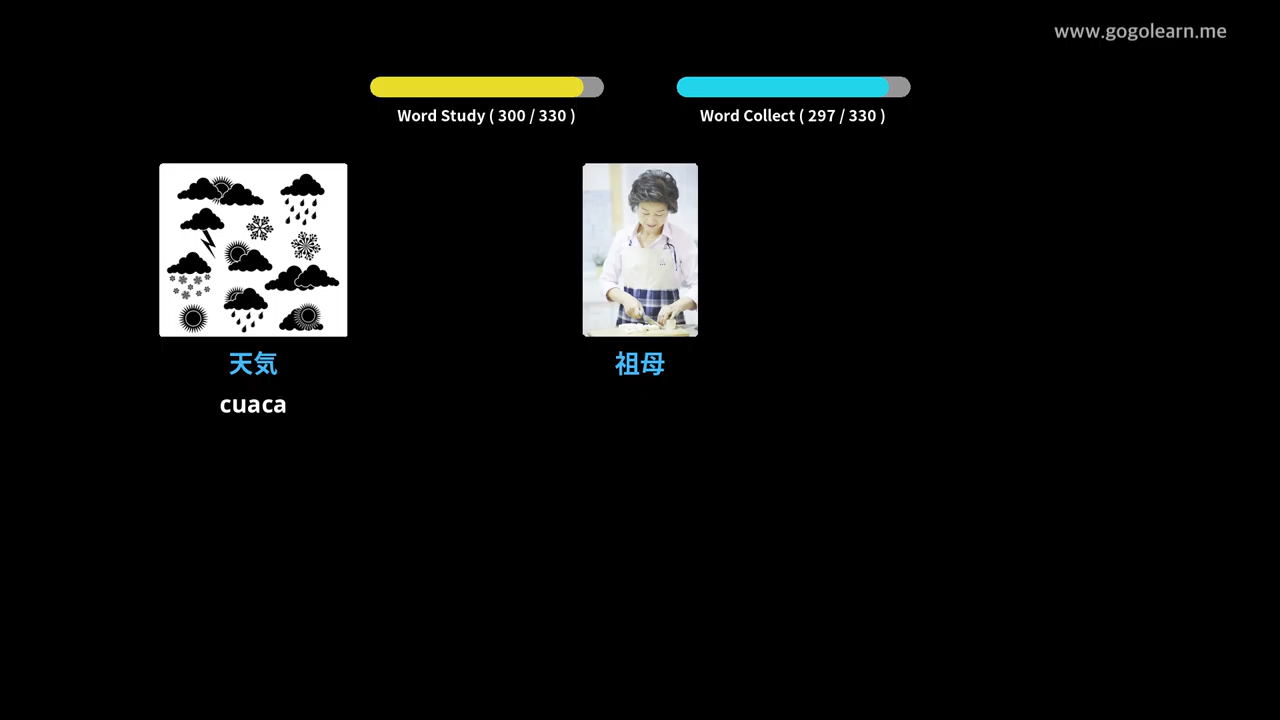 www.gogolearn.me
Word Study ( 300 / 330 )
Word Collect ( 297 / 330 )
天気
祖母
cuaca